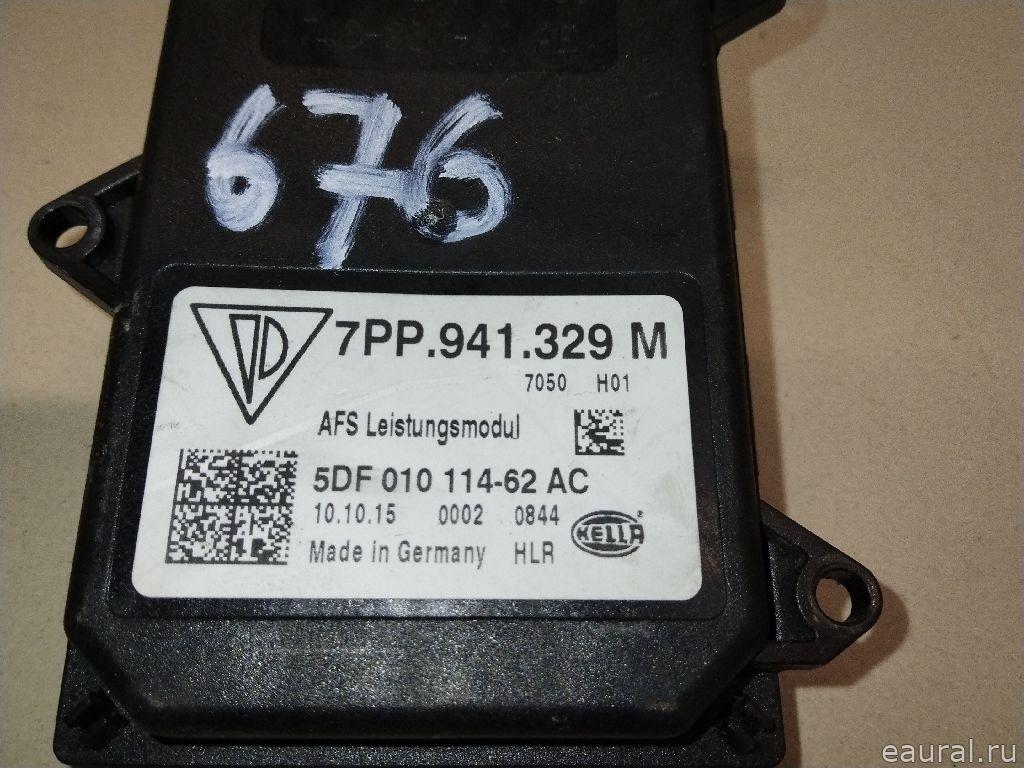 676
7PP.941.329 M
7050 H01
AFS Leistungsmodul
5DF 010 114-62 AC
10.10.15 0002 0844
HELLA
Made in Germany HLR
eaural.ru